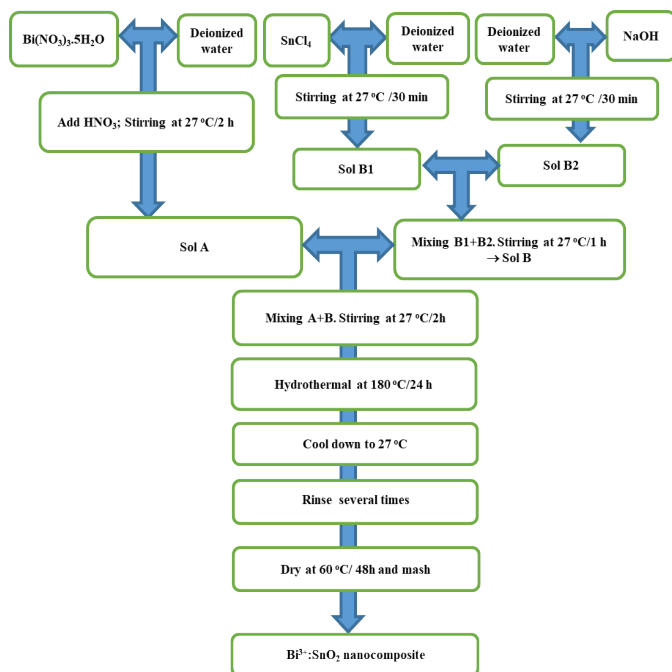 Bi(NO₃)₃.5H₂O
Deionized
water
SnCl₄
Deionized
water
Deionized
water
NaOH
Add HNO₃; Stirring at 27 °C/2 h
Stirring at 27 °C /30 min
Stirring at 27 °C /30 min
Sol B1
Sol B2
Sol A
Mixing B1+B2. Stirring at 27 °C/1 h
→ Sol B
Mixing A+B. Stirring at 27 °C/2h
Hydrothermal at 180 °C/24 h
Cool down to 27 °C
Rinse several times
Dry at 60 °C/ 48h and mash
Bi³⁺:SnO₂ nanocomposite